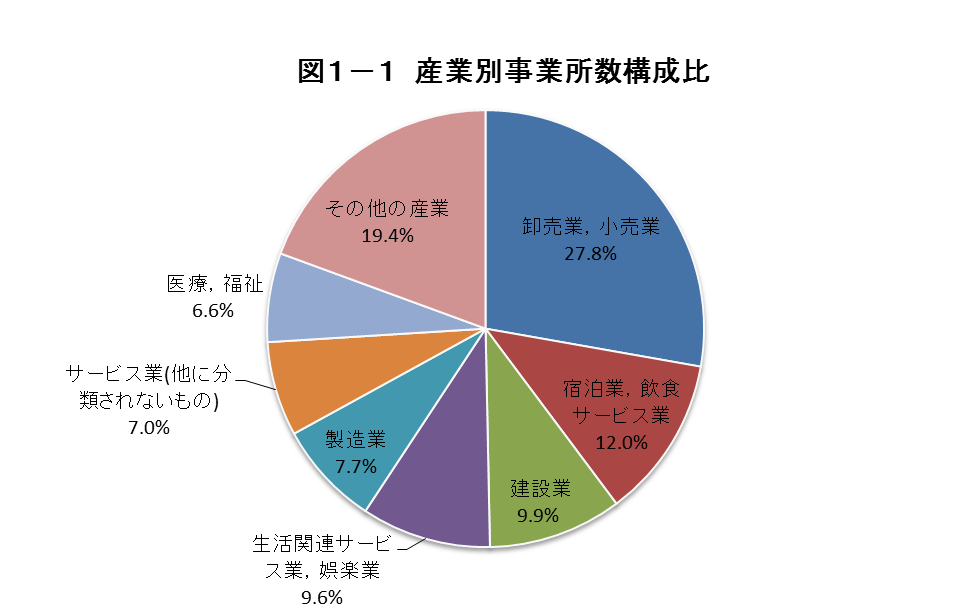 図1－1 産業別事業所数構成比
卸売業，小売業
27.8%
宿泊業，飲食
サービス業
12.0%
建設業
9.9%
生活関連サービ
ス業，娯楽業
9.6%
製造業
7.7%
サービス業(他に分
類されないもの)
7.0%
医療，福祉
6.6%
その他の産業
19.4%